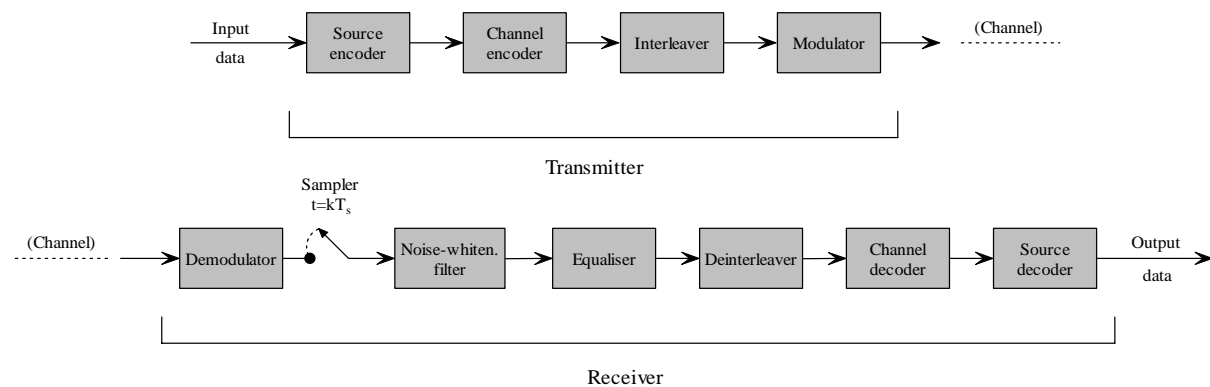 Input
data
Source
encoder
Channel
encoder
Interleaver
Modulator
(Channel)
Transmitter
Sampler
t=kTs
(Channel)
Demodulator
Noise-whiten.
filter
Equaliser
Deinterleaver
Channel
decoder
Source
decoder
Output
data
Receiver